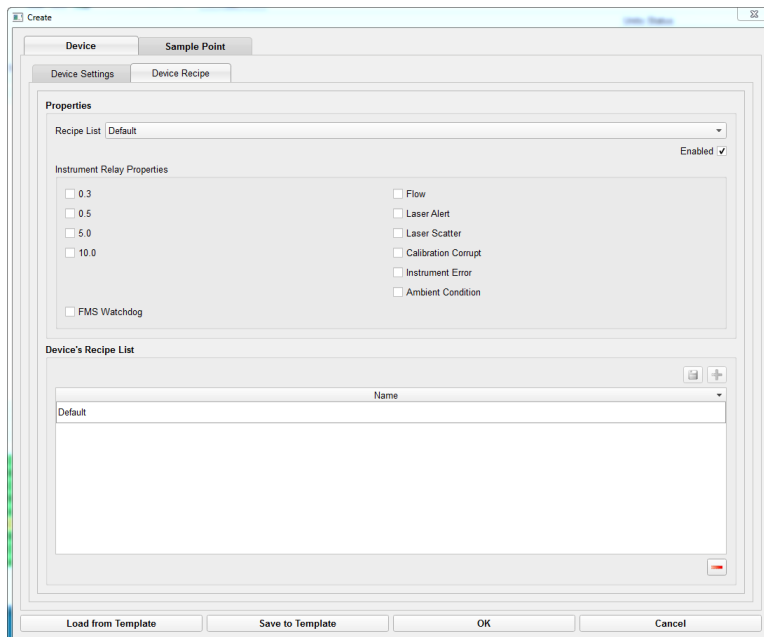 Create
Device Sample Point
Device Settings Device Recipe
Properties
Recipe List Default
Enabled
Instrument Relay Properties
0.3 Flow
0.5 Laser Alert
5.0 Laser Scatter
10.0 Calibration Corrupt
Instrument Error
Ambient Condition
FMS Watchdog
Device's Recipe List
Name
Default
Load from Template Save to Template OK Cancel